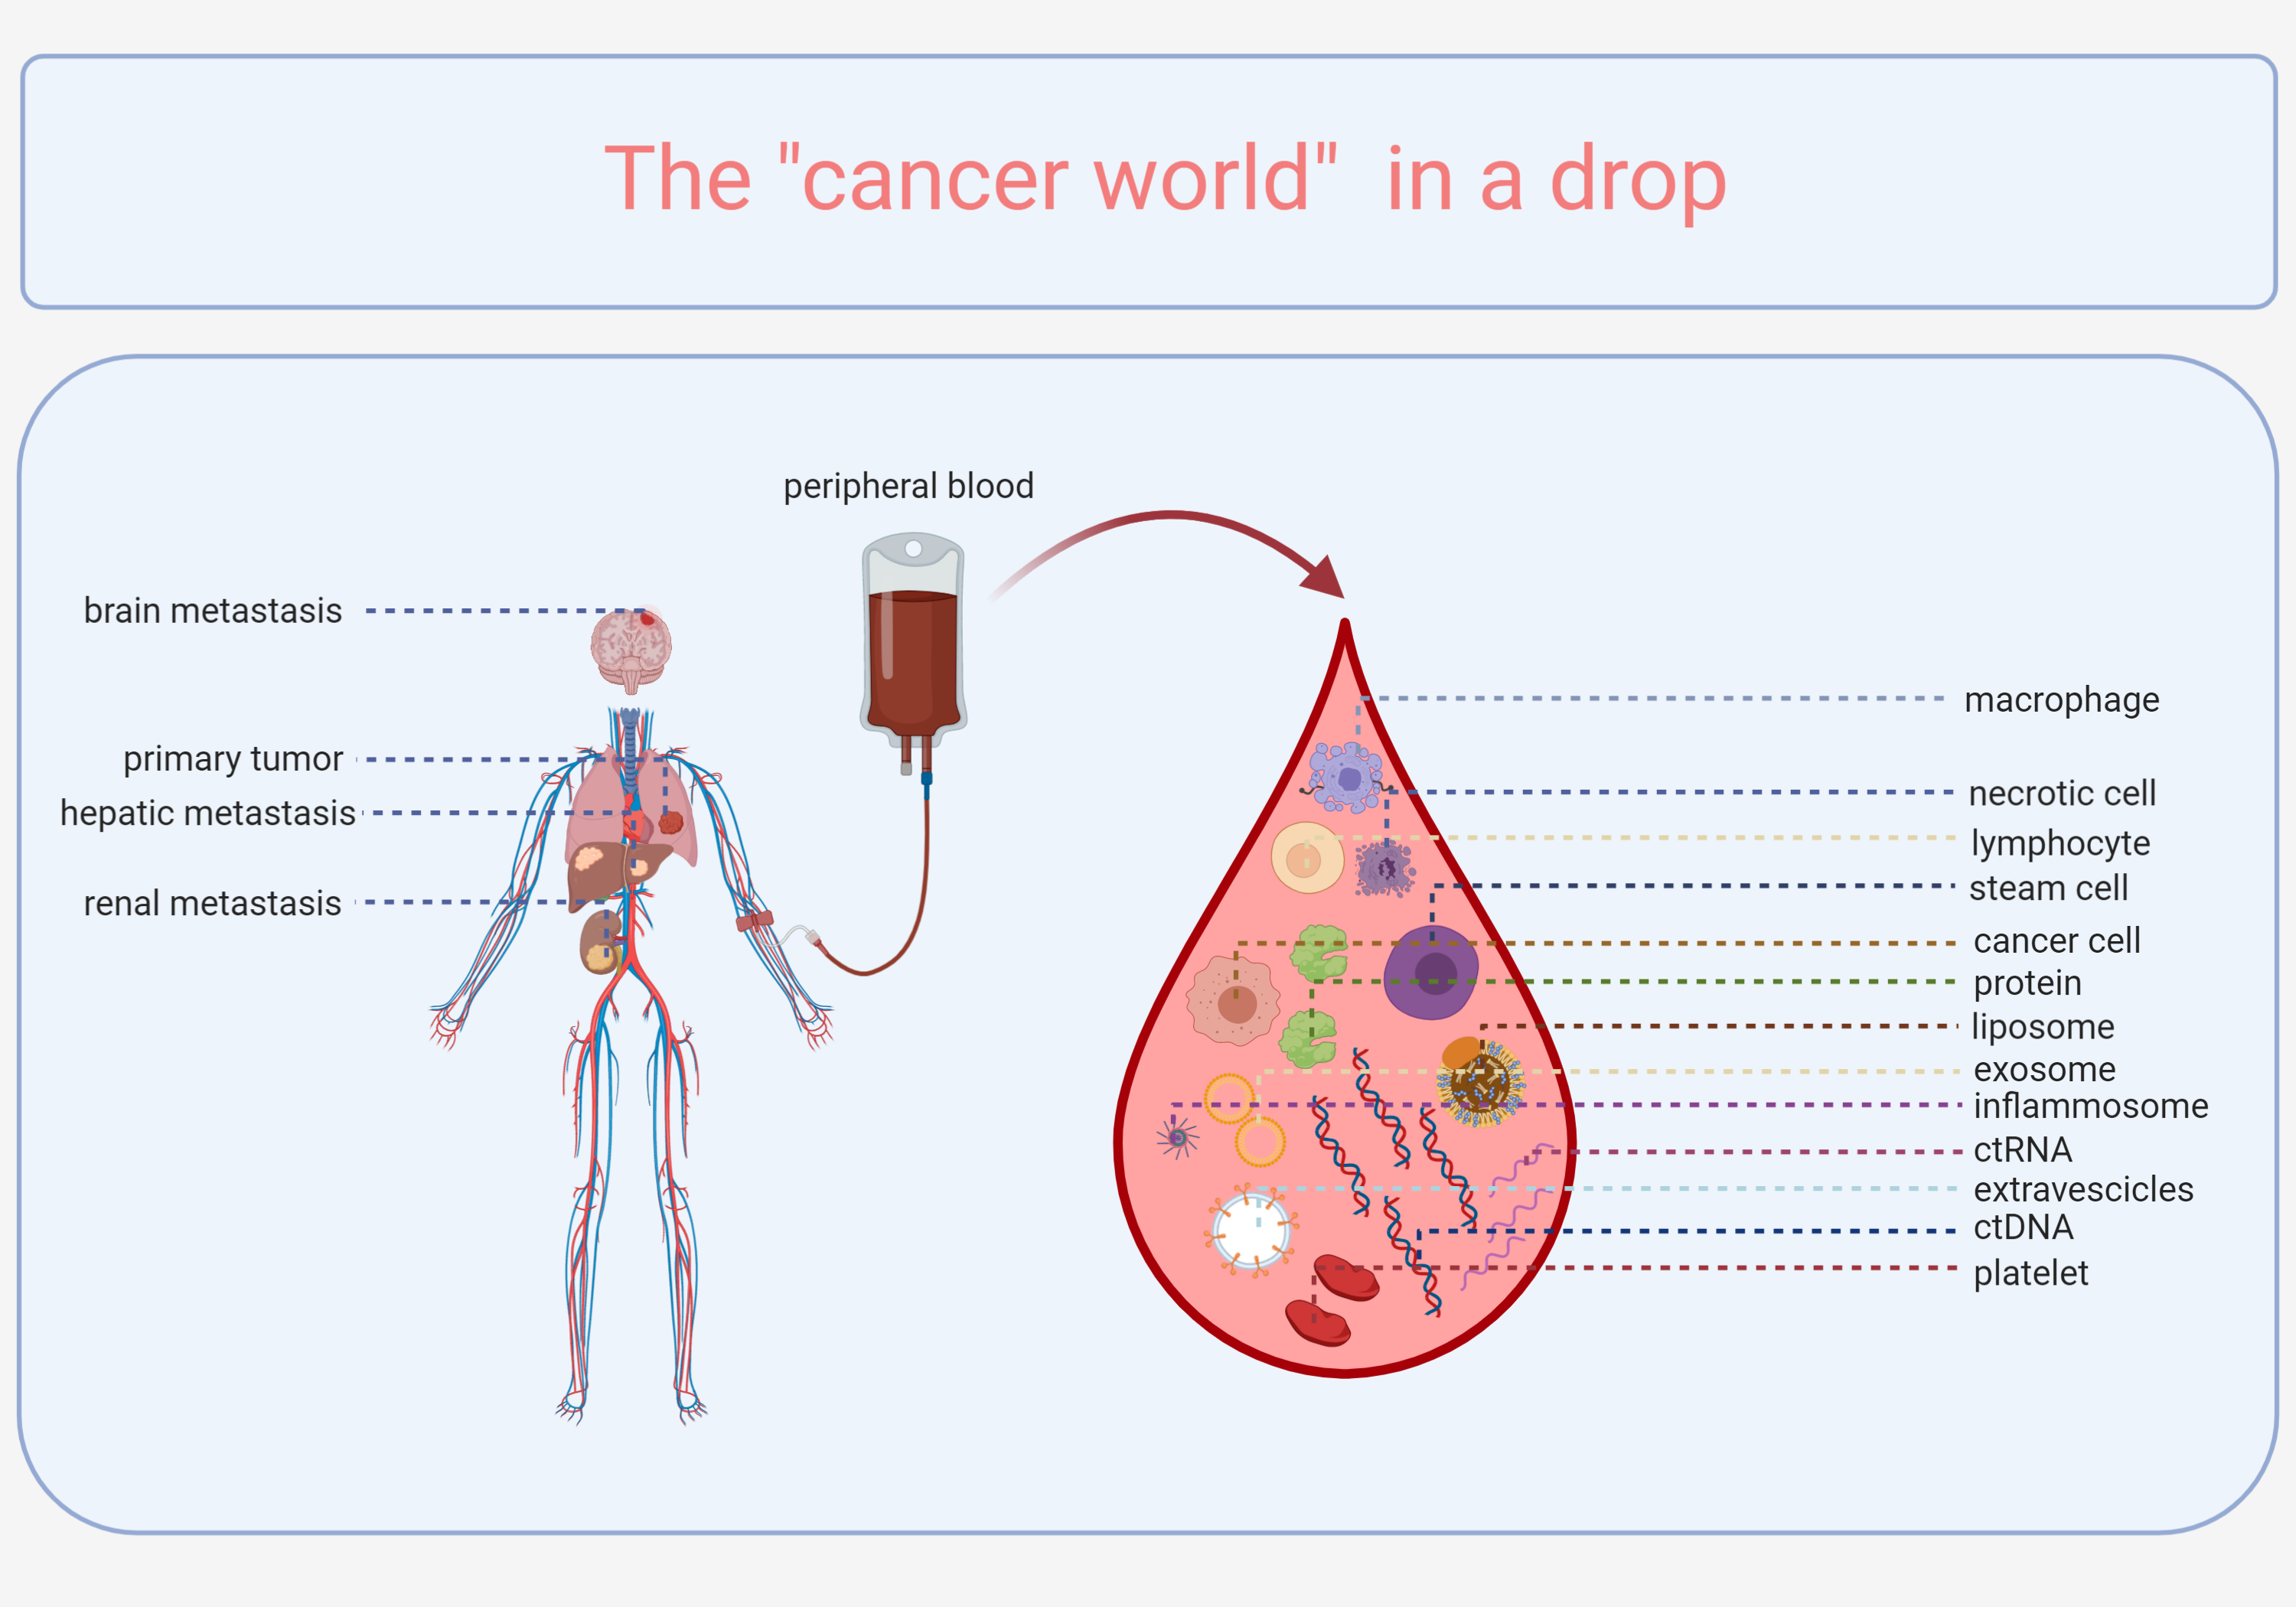 The "cancer world"  in a drop
peripheral blood
brain metastasis
primary tumor
hepatic metastasis
renal metastasis
macrophage
necrotic cell
lymphocyte
steam cell
cancer cell
protein
liposome
exosome
inflammosome
ctRNA
extravescicles
ctDNA
platelet